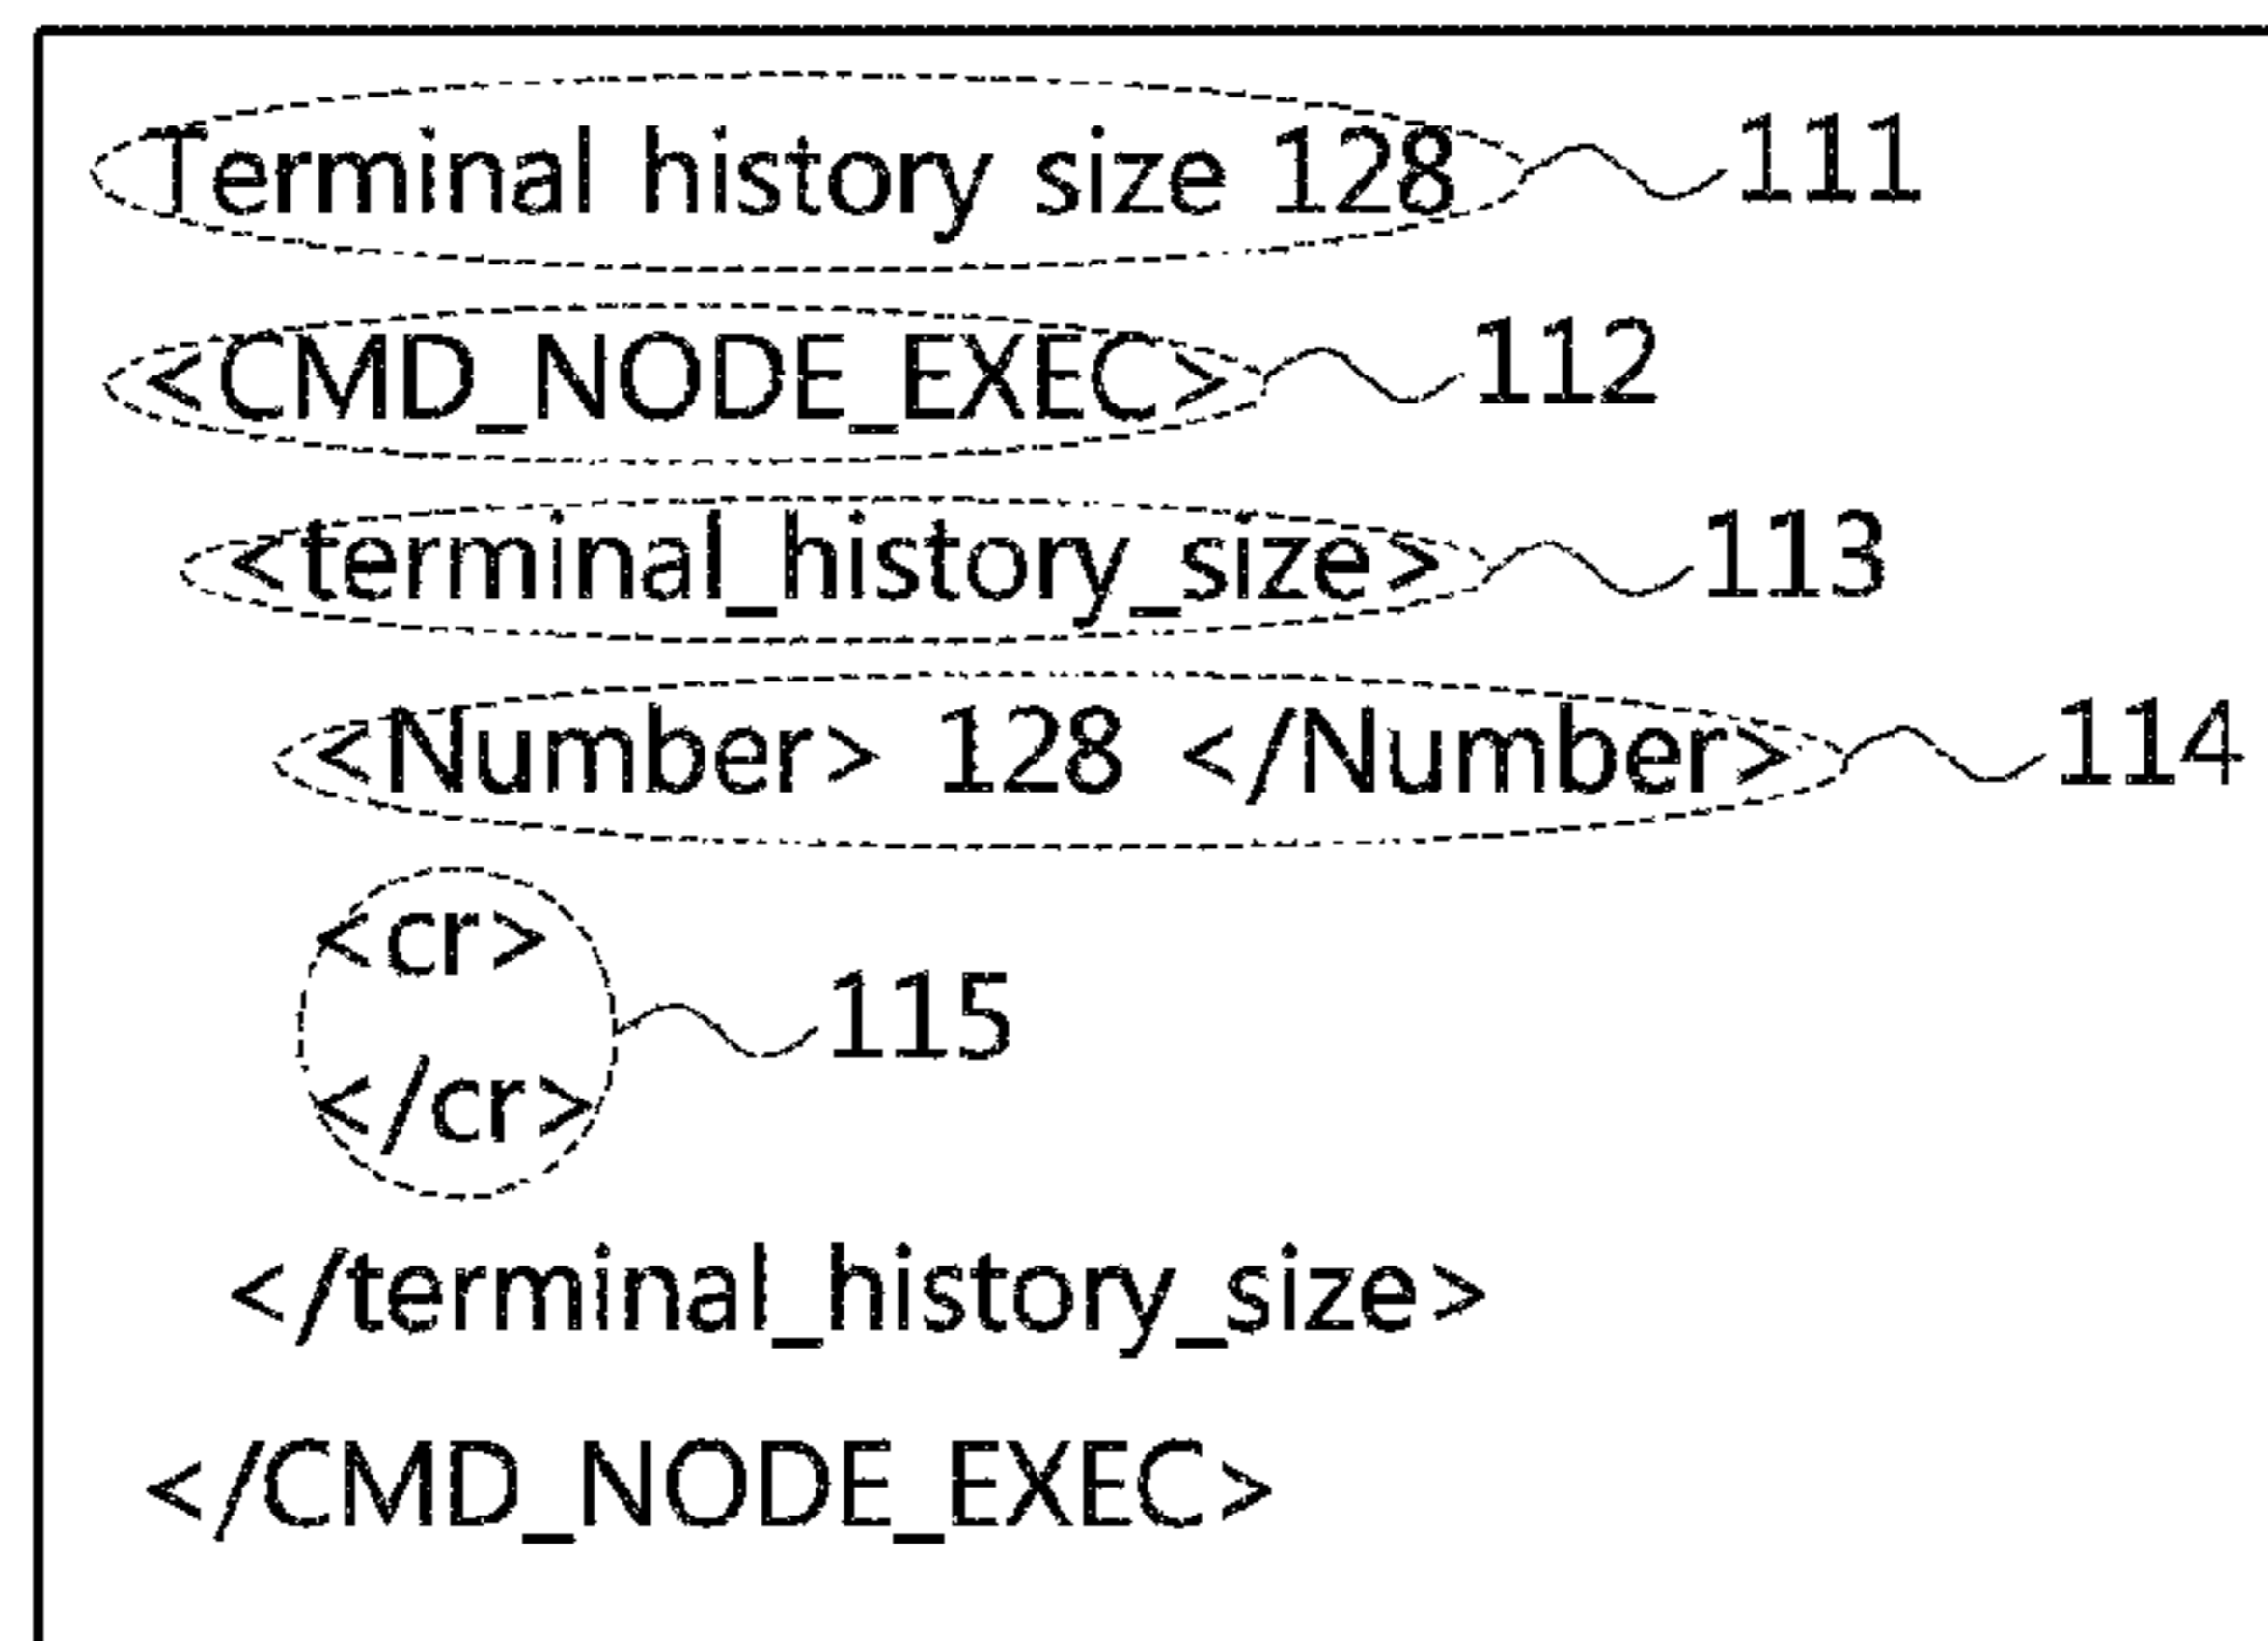 Terminal history size 128 111
<CMD_NODE_EXEC> 112
<terminal_history_size> 113
<Number> 128 </Number> 114
<cr>
115
</cr>
</terminal_history_size>
</CMD_NODE_EXEC>